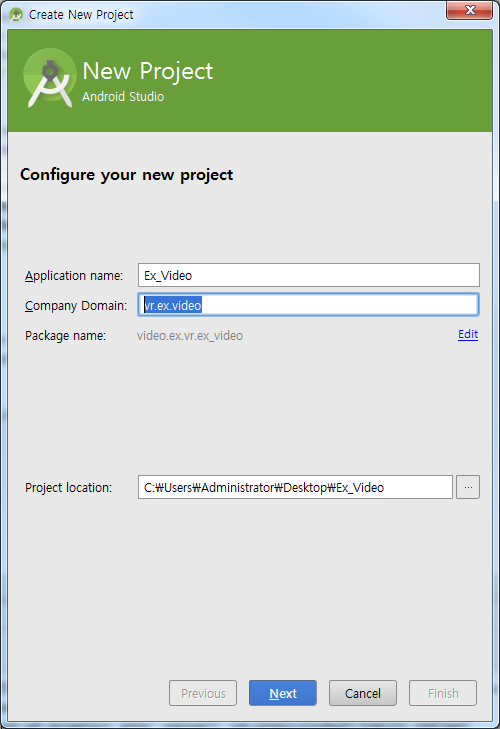 Create New Project
New Project
Android Studio
Configure your new project
Application name: Ex_Video
Company Domain: vr.ex.video
Package name: video.ex.vr.ex_video Edit
Project location: C:₩Users₩Administrator₩Desktop₩Ex_Video ...
Previous Next Cancel Finish